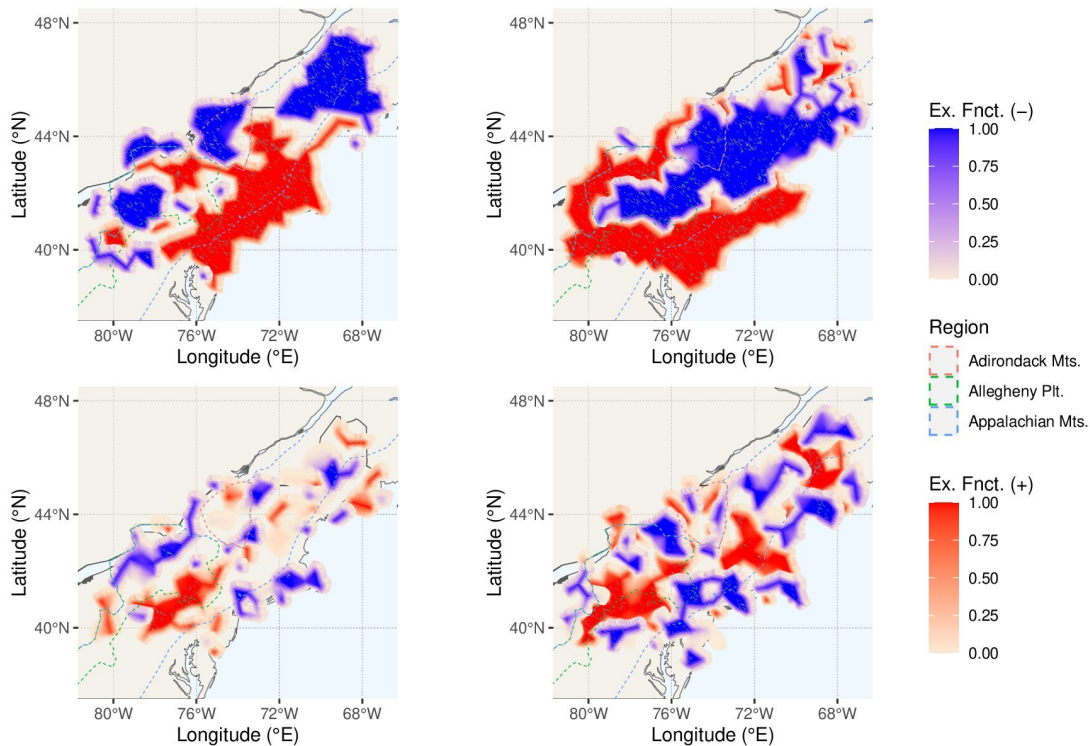 48°N
44°N
40°N
Latitude (°N)
80°W 76°W 72°W 68°W
Longitude (°E)
48°N
44°N
40°N
Latitude (°N)
80°W 76°W 72°W 68°W
Longitude (°E)
48°N
44°N
40°N
Latitude (°N)
80°W 76°W 72°W 68°W
Longitude (°E)
48°N
44°N
40°N
Latitude (°N)
80°W 76°W 72°W 68°W
Longitude (°E)
Ex. Fnct. (−)
1.00
0.75
0.50
0.25
0.00
Region
Adirondack Mts.
Allegheny Plt.
Appalachian Mts.
Ex. Fnct. (+)
1.00
0.75
0.50
0.25
0.00